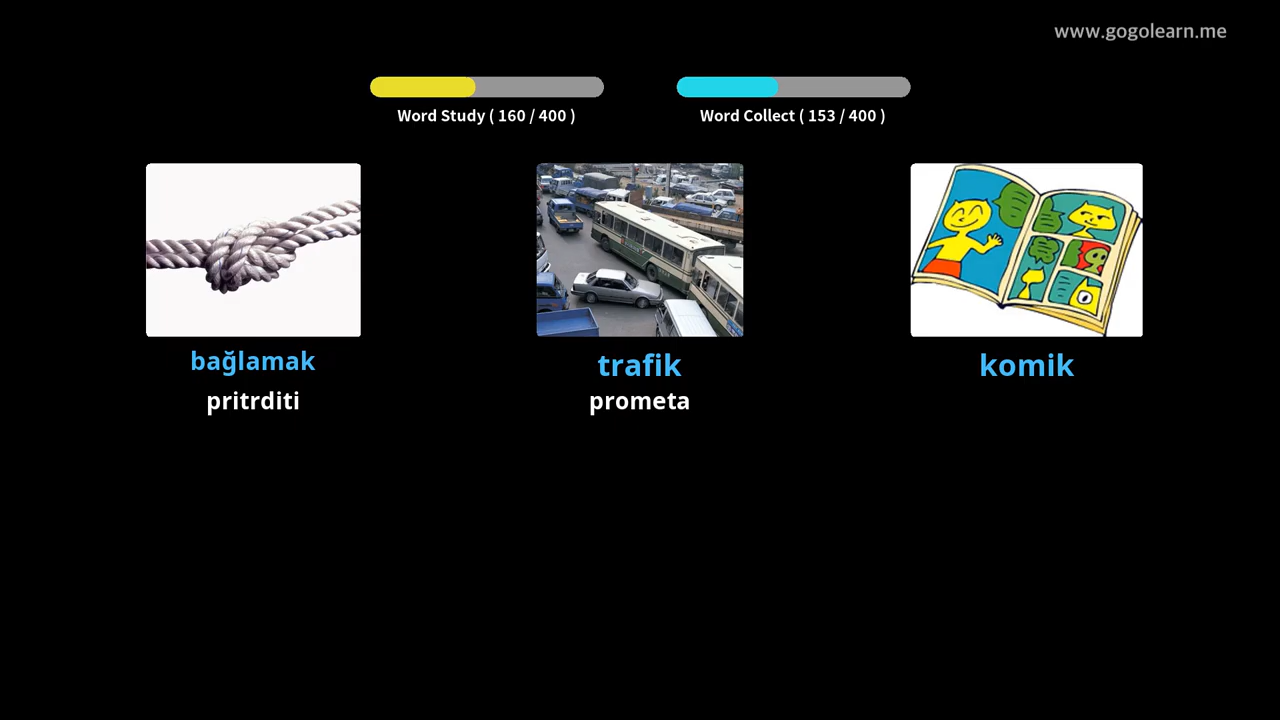 www.gogolearn.me
Word Study ( 160 / 400 )
Word Collect ( 153 / 400 )
bağlamak
trafik
komik
pritrditi
prometa